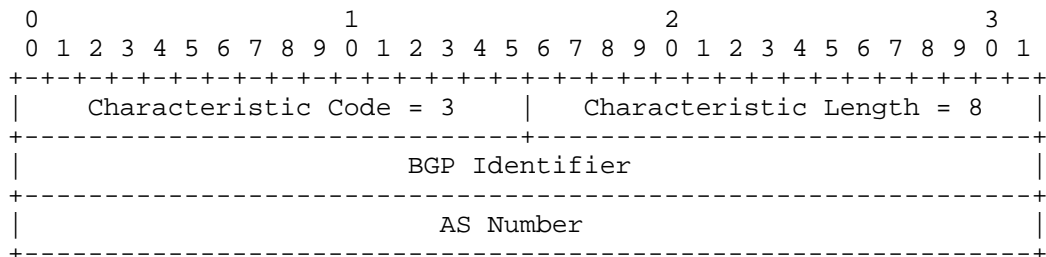 0                   1                   2                   3
 0 1 2 3 4 5 6 7 8 9 0 1 2 3 4 5 6 7 8 9 0 1 2 3 4 5 6 7 8 9 0 1
+-+-+-+-+-+-+-+-+-+-+-+-+-+-+-+-+-+-+-+-+-+-+-+-+-+-+-+-+-+-+-+-+
|    Characteristic Code = 3    |   Characteristic Length = 8   |
+-------------------------------+-------------------------------+
|                        BGP Identifier                         |
+---------------------------------------------------------------+
|                          AS Number                            |
+---------------------------------------------------------------+